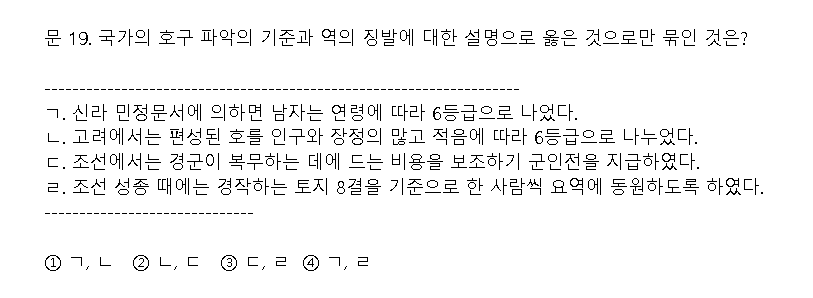 문 19. 국가의 호구 파악의 기준과 역의 징발에 대한 설명으로 옳은 것으로만 묶인 것은?
--------------------------------------------------------------------
ㄱ. 신라 민정문서에 의하면 남자는 연령에 따라 6등급으로 나었다.
ㄴ. 고려에서는 편성된 호를 인구와 장정의 많고 적음에 따라 6등급으로 나누었다.
ㄷ. 조선에서는 경군이 복무하는 데에 드는 비용을 보조하기 군인전을 지급하였다.
ㄹ. 조선 성종 때에는 경작하는 토지 8결을 기준으로 한 사람씩 요역에 동원하도록 하였다.
------------------------------
① ㄱ, ㄴ ② ㄴ, ㄷ ③ ㄷ, ㄹ ④ ㄱ, ㄹ